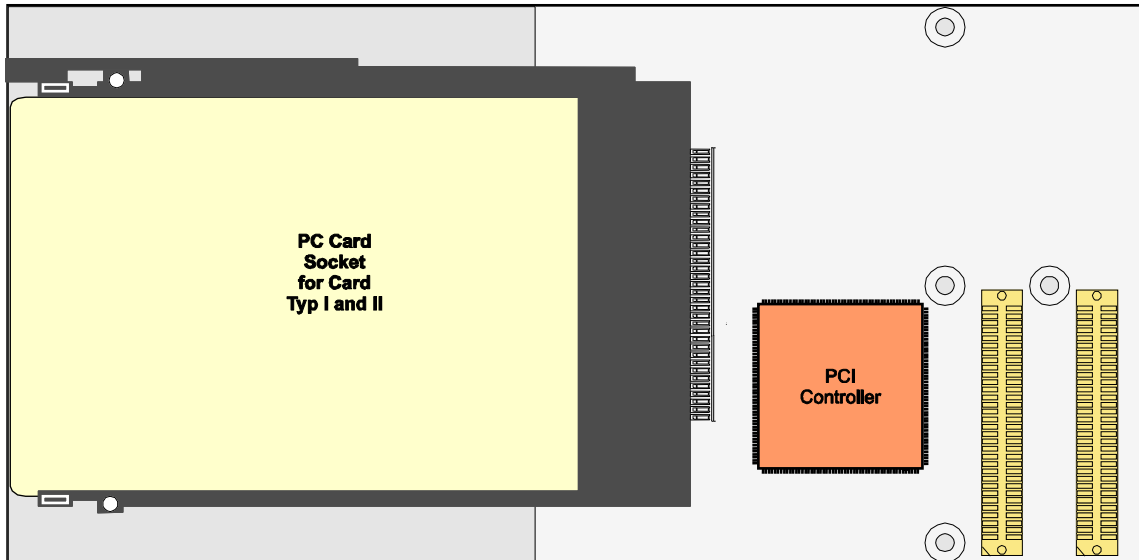 PC Card
Socket
for Card
Typ I and II
PCI
Controller